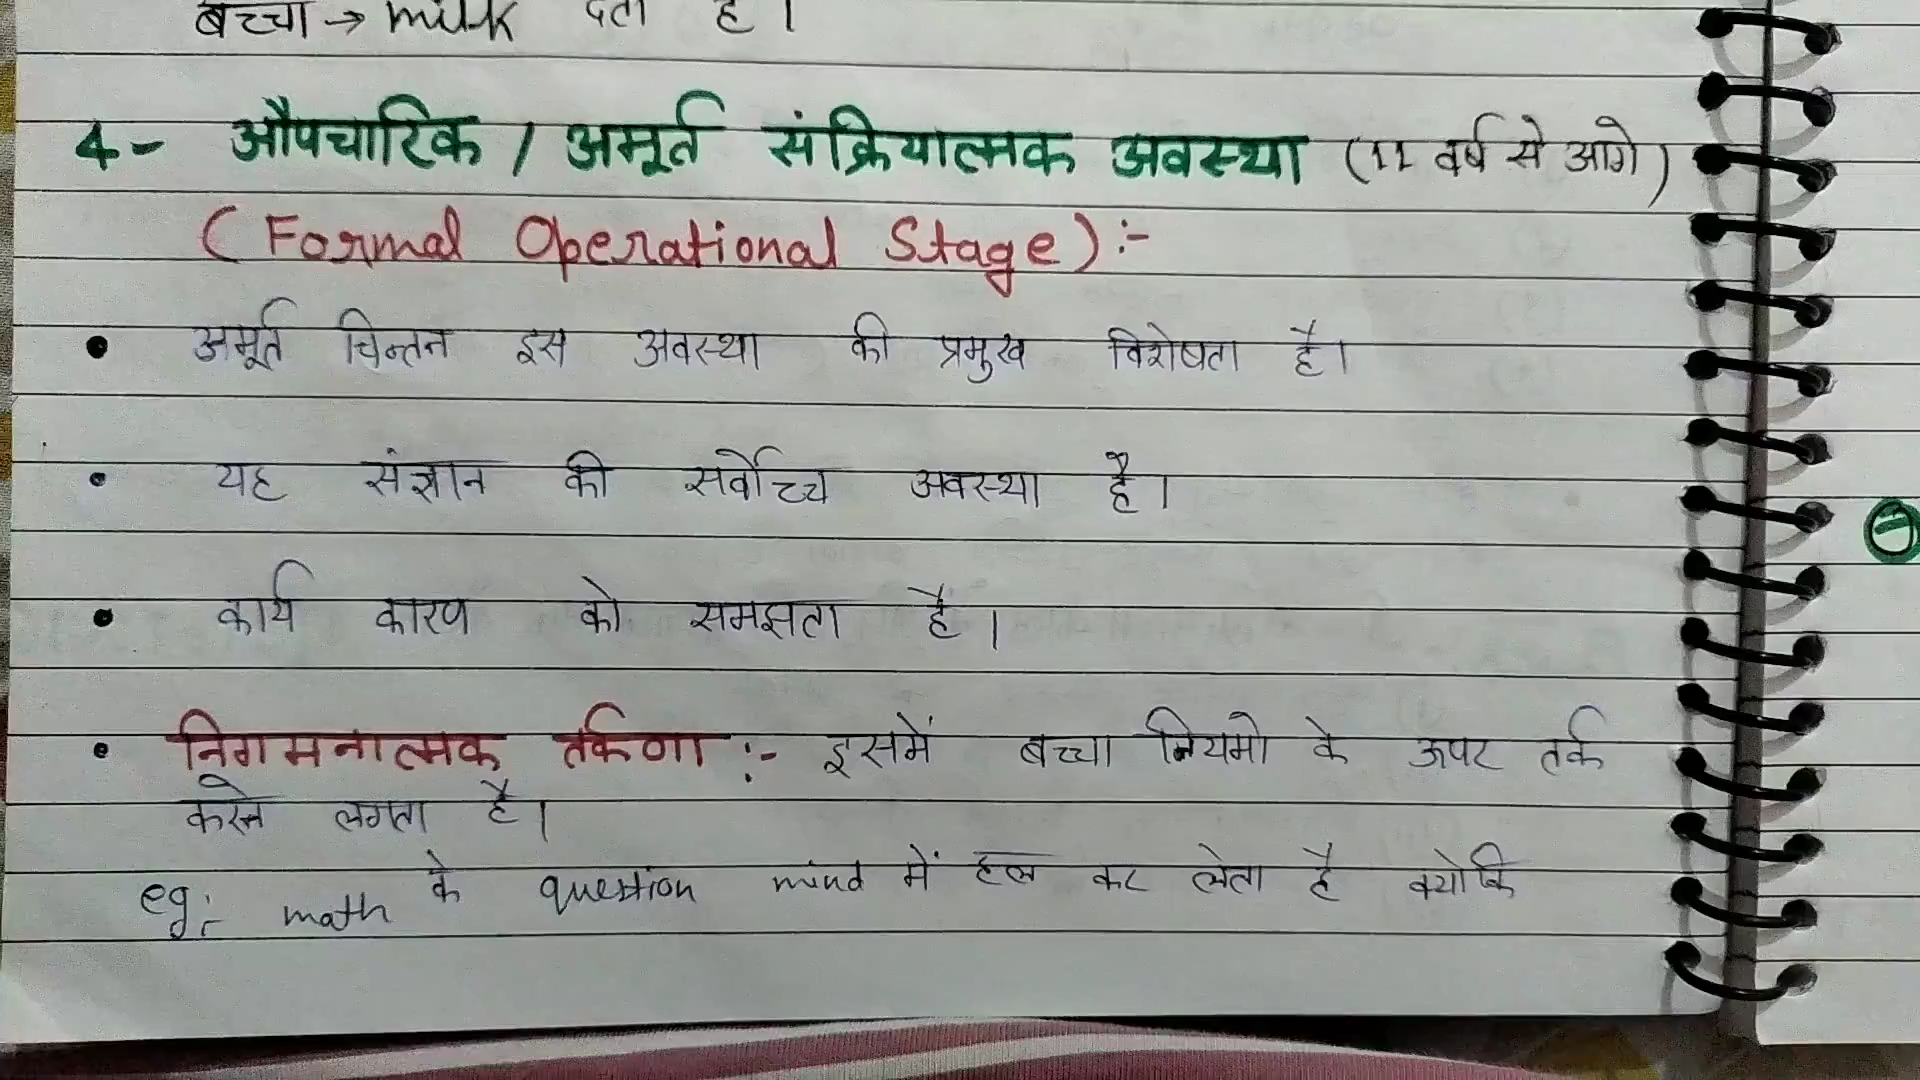 बच्चा → milk देता है।
4- औपचारिक / अमूर्त संक्रियात्मक अवस्था (11 वर्ष से आगे)
(Formal Operational Stage) :-
• अमूर्त चिन्तन इस अवस्था की प्रमुख विशेषता है।
• यह संज्ञान की सर्वोच्च अवस्था है।
• कार्य कारण को समझता है।
• निगमनात्मक तर्कणा :- इसमें बच्चा नियमो के ऊपर तर्क
करने लगता है।
eg:- math के question mind में हल कर लेता है क्योकि